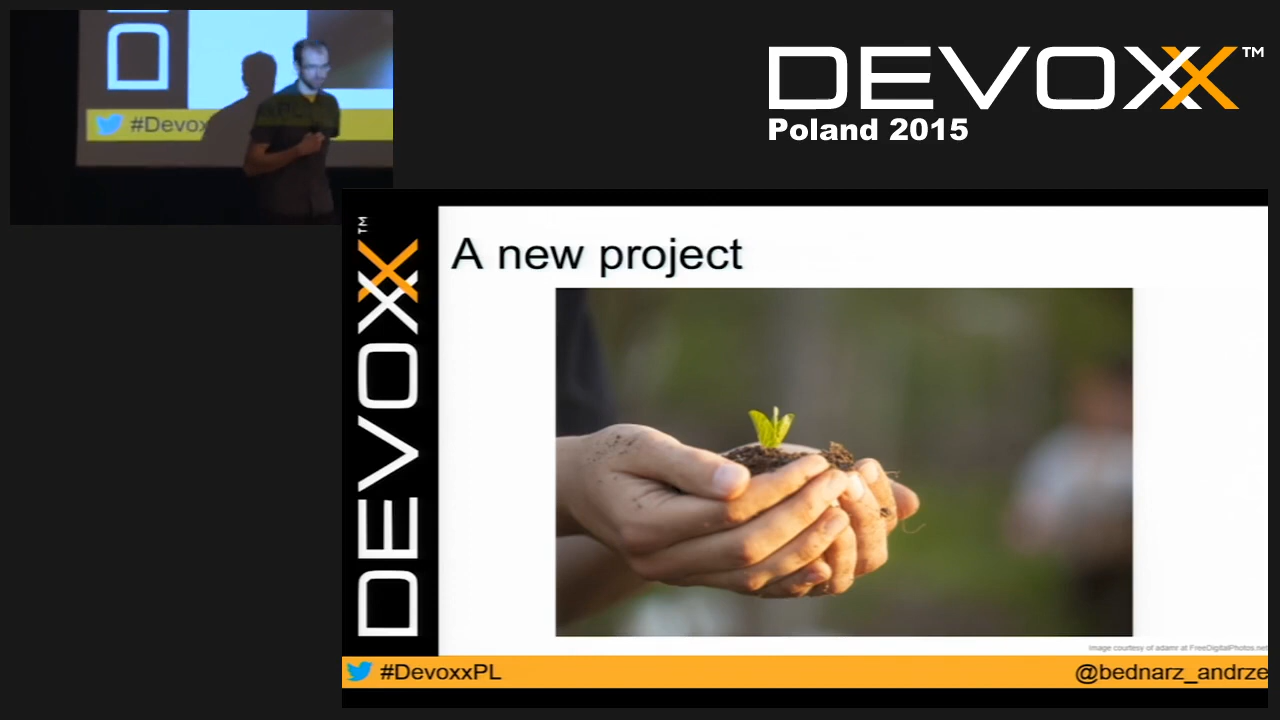 #Devox
DEVOXX™
Poland 2015
DEVOXX™
A new project
Image courtesy of adamr at FreeDigitalPhotos.net
#DevoxxPL
@bednarz_andrze